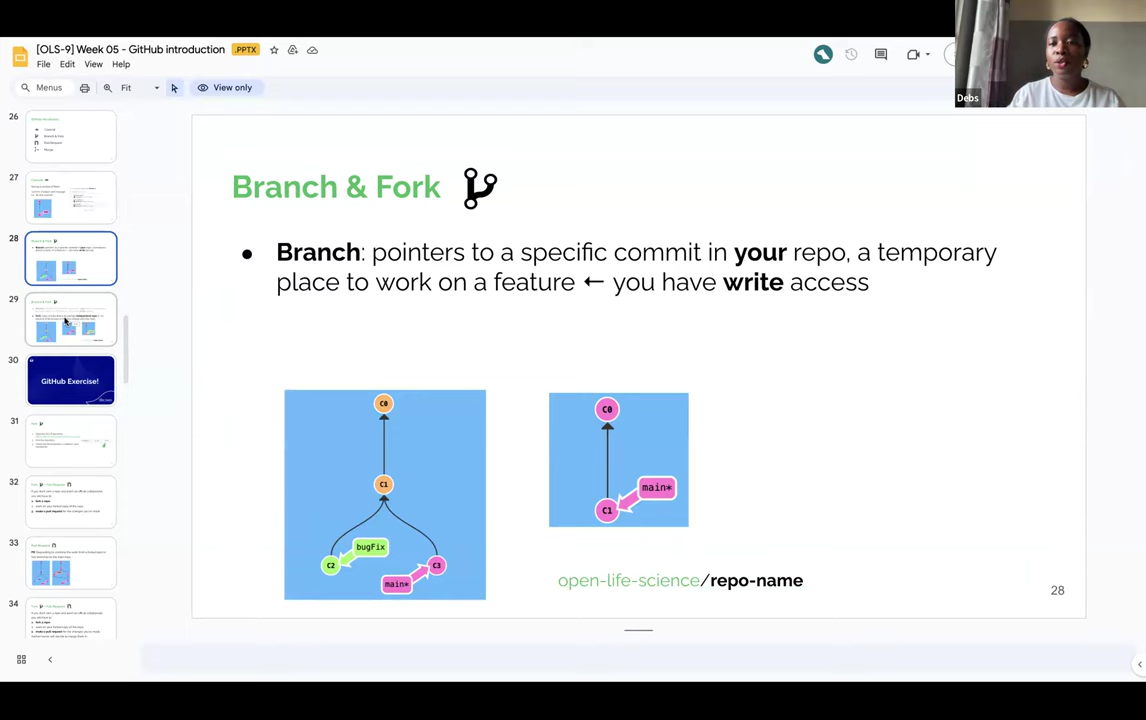 [OLS-9] Week 05 - GitHub introduction .PPTX
File Edit View Help
Menus Fit View only
Debs
26
27
28
29
30
GitHub Exercise!
31
32
33
34
Branch & Fork
● Branch: pointers to a specific commit in your repo, a temporary
place to work on a feature ← you have write access
C0
C1
bugFix
C2
C3
main*
C0
main*
C1
open-life-science/repo-name
28